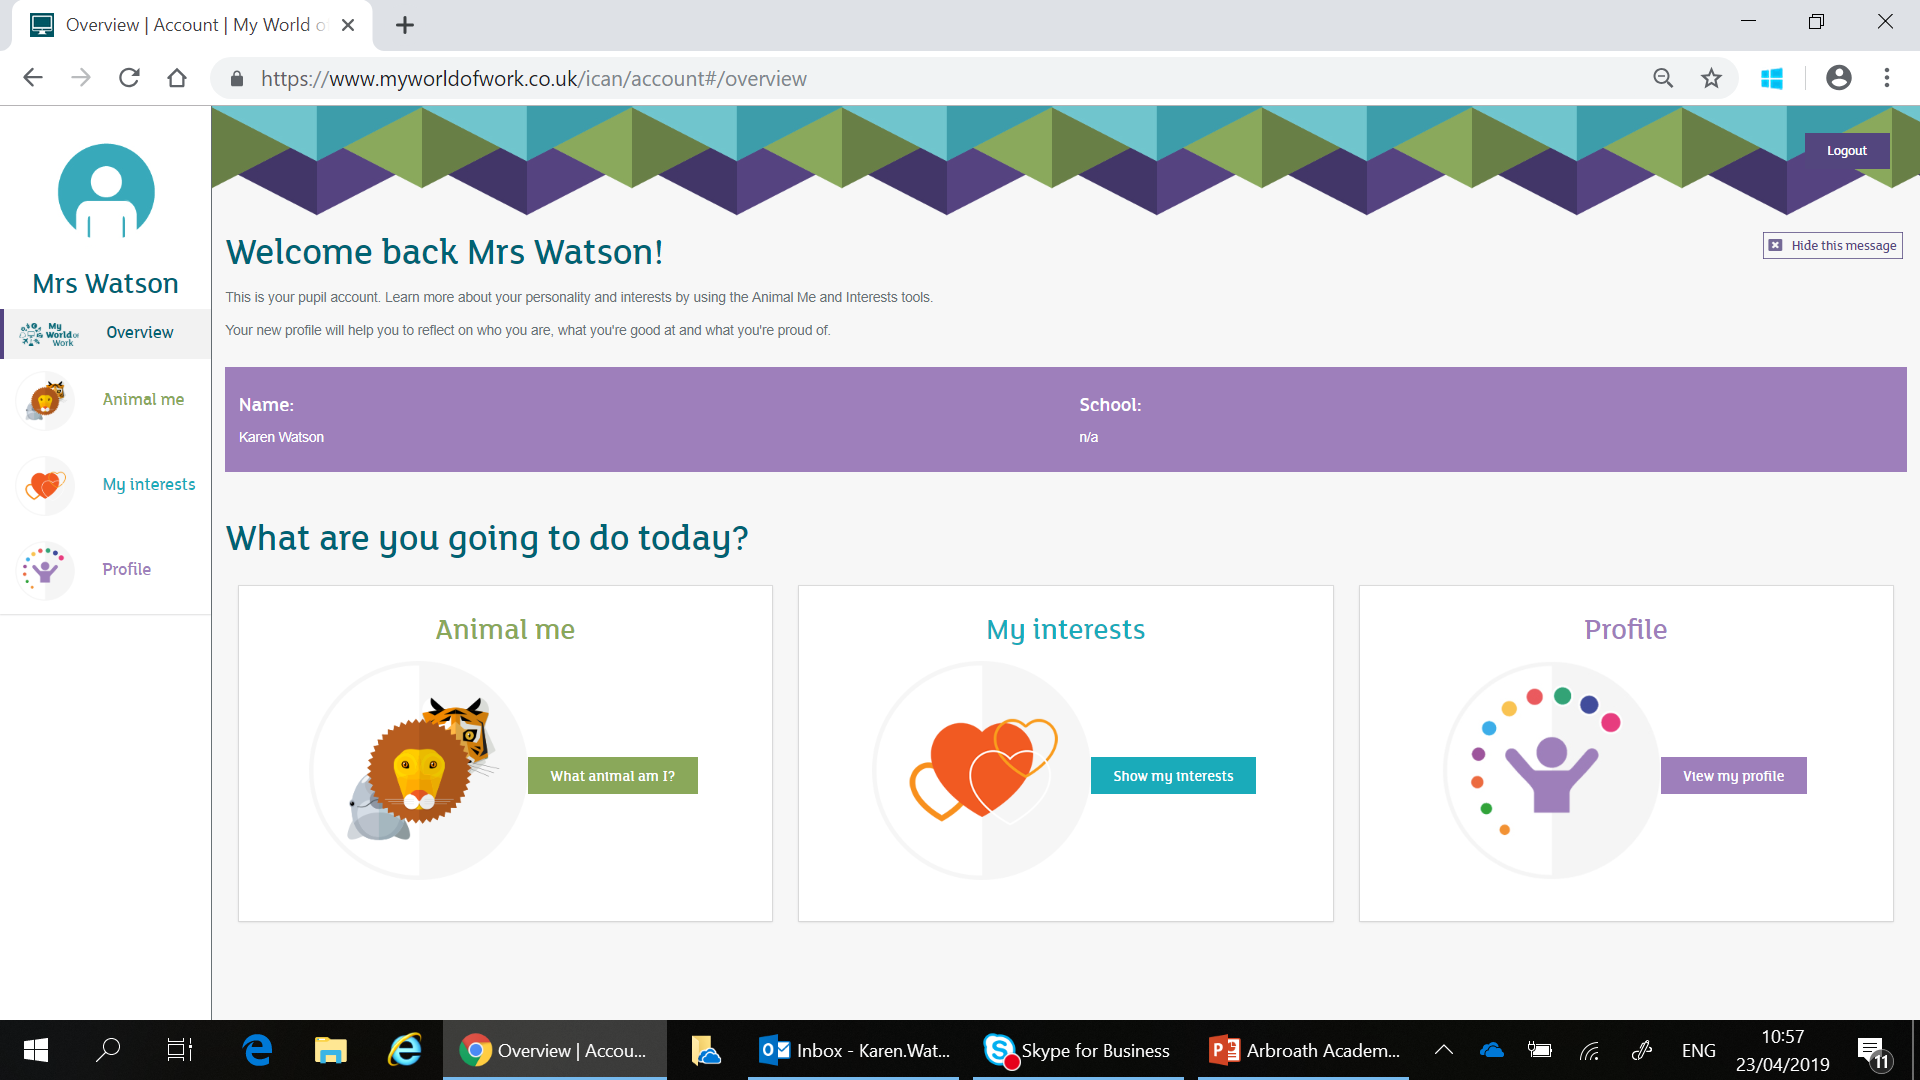 Overview | Account | My World o
https://www.myworldofwork.co.uk/ican/account#/overview
Logout
Mrs Watson
My World of Work
Overview
Animal me
My interests
Profile
Welcome back Mrs Watson!
Hide this message
This is your pupil account. Learn more about your personality and interests by using the Animal Me and Interests tools.
Your new profile will help you to reflect on who you are, what you're good at and what you're proud of.
Name:
Karen Watson
School:
n/a
What are you going to do today?
Animal me
What animal am I?
My interests
Show my interests
Profile
View my profile
Overview | Accou...
Inbox - Karen.Wat...
Skype for Business
Arbroath Academ...
ENG
10:57
23/04/2019
11